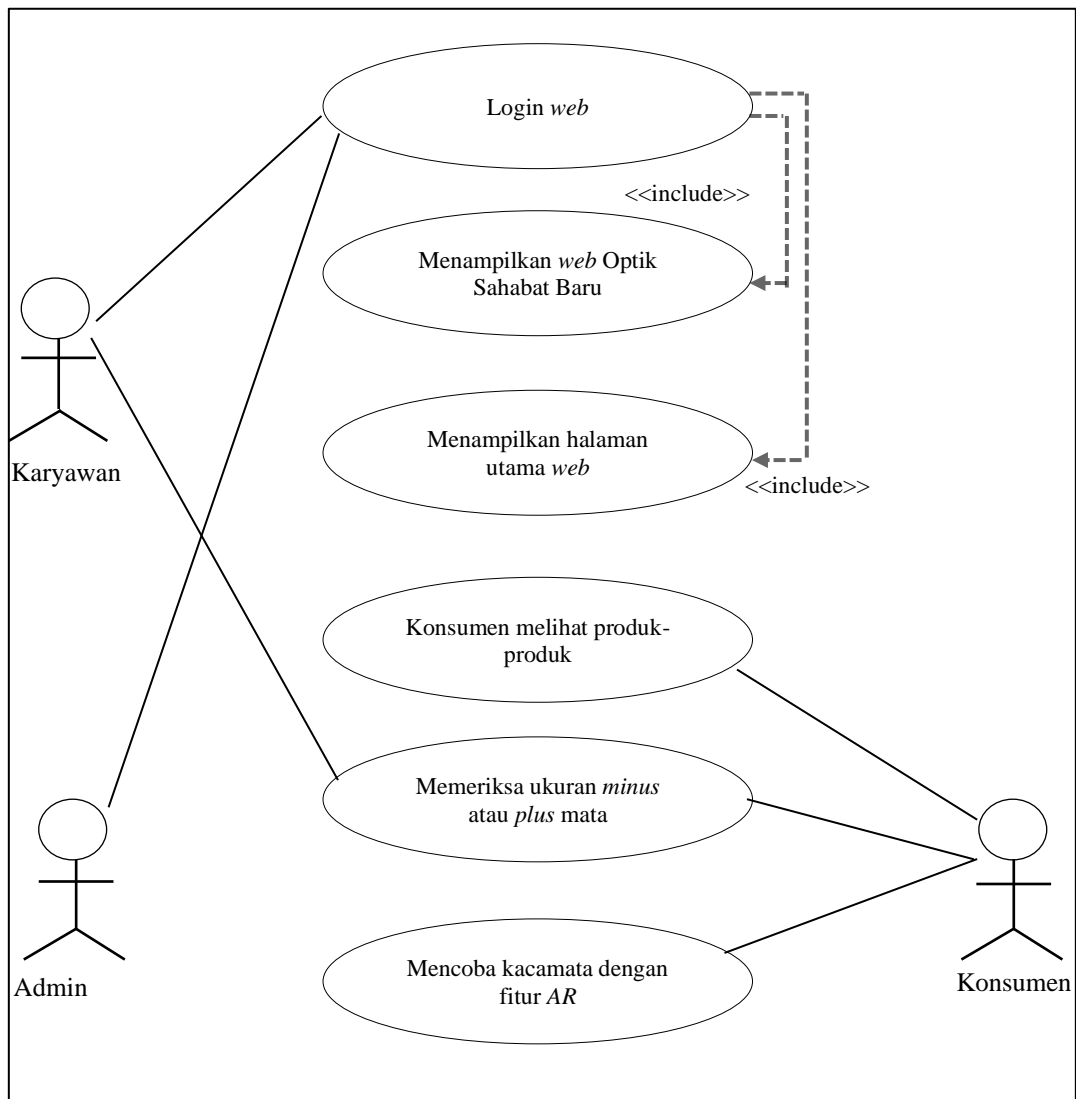 Login web
<<include>>
Menampilkan web Optik
Sahabat Baru
Menampilkan halaman
utama web
Karyawan
<<include>>
Konsumen melihat produk-
produk
Memeriksa ukuran minus
atau plus mata
Mencoba kacamata dengan
fitur AR
Admin
Konsumen